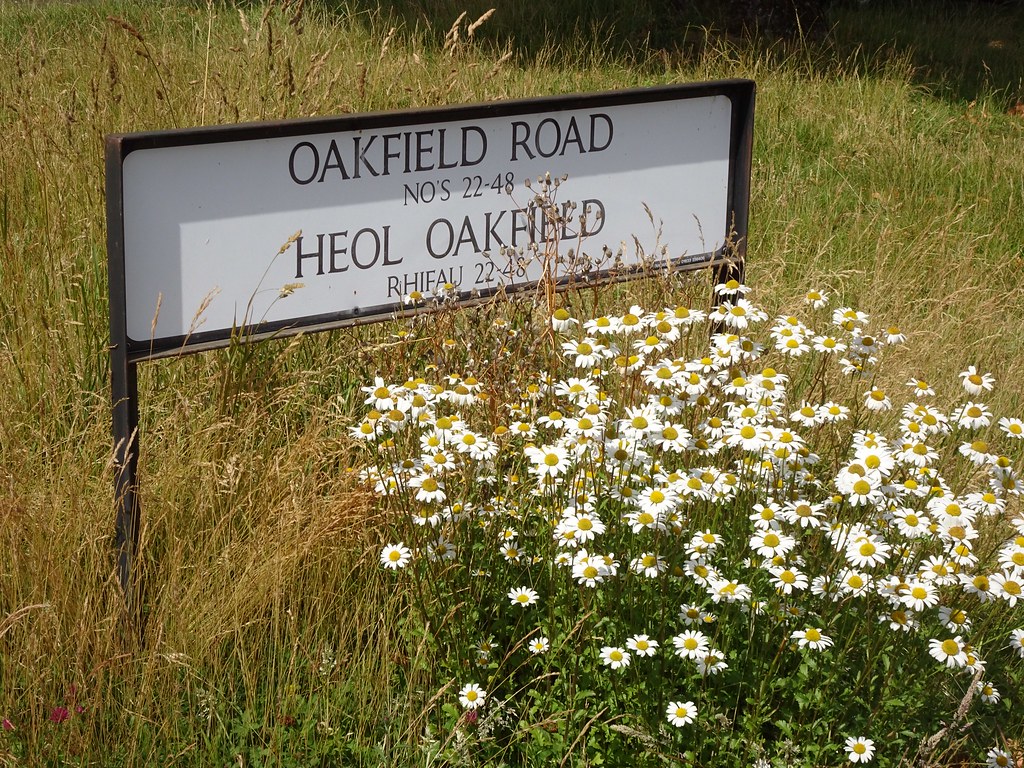 OAKFIELD ROAD
NO'S 22-48
HEOL OAKFIELD
RHIFAU 22-48